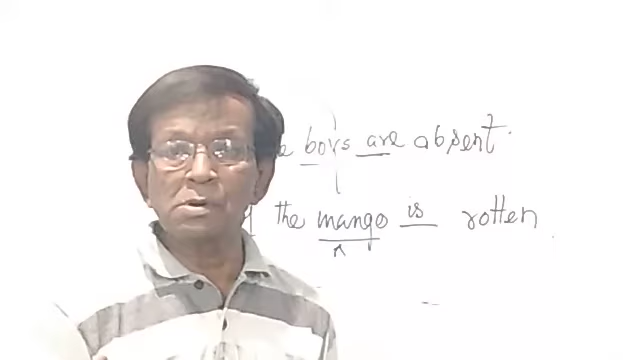 boys are absent.
the mango is rotten